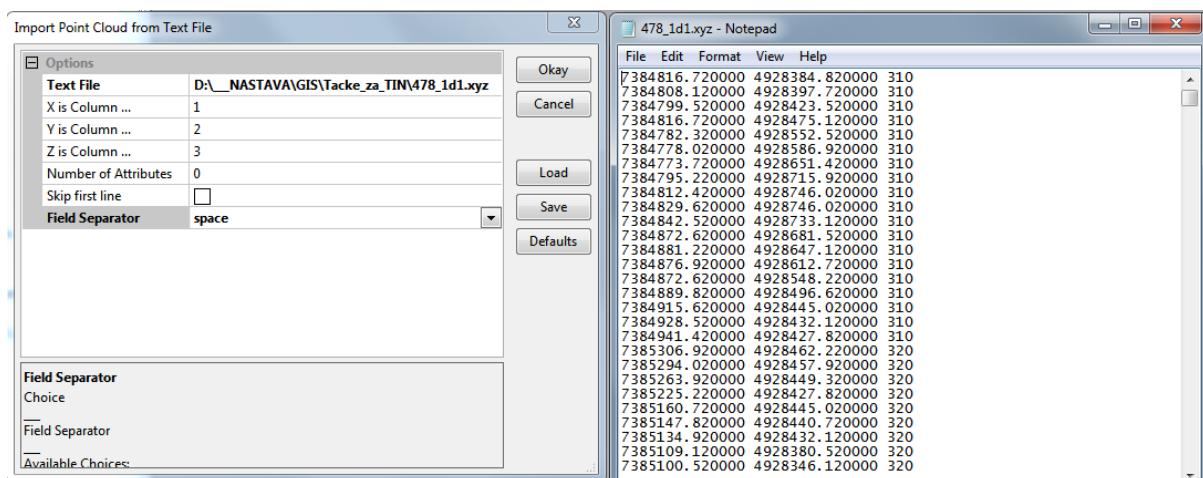 Import Point Cloud from Text File
Options
Text File D:\__NASTAVA\GIS\Tacke_za_TIN\478_1d1.xyz
X is Column ... 1
Y is Column ... 2
Z is Column ... 3
Number of Attributes 0
Skip first line
Field Separator space
Okay
Cancel
Load
Save
Defaults
Field Separator
Choice
__
Field Separator
__
Available Choices:
478_1d1.xyz - Notepad
File Edit Format View Help
7384816.720000 4928384.820000 310
7384808.120000 4928397.720000 310
7384799.520000 4928423.520000 310
7384816.720000 4928475.120000 310
7384782.320000 4928552.520000 310
7384778.020000 4928586.920000 310
7384773.720000 4928651.420000 310
7384795.220000 4928715.920000 310
7384812.420000 4928746.020000 310
7384829.620000 4928746.020000 310
7384842.520000 4928733.120000 310
7384872.620000 4928681.520000 310
7384881.220000 4928647.120000 310
7384876.920000 4928612.720000 310
7384872.620000 4928548.220000 310
7384889.820000 4928496.620000 310
7384915.620000 4928445.020000 310
7384928.520000 4928432.120000 310
7384941.420000 4928427.820000 310
7385306.920000 4928462.220000 320
7385294.020000 4928457.920000 320
7385263.920000 4928449.320000 320
7385225.220000 4928427.820000 320
7385160.720000 4928445.020000 320
7385147.820000 4928440.720000 320
7385134.920000 4928432.120000 320
7385109.120000 4928380.520000 320
7385100.520000 4928346.120000 320